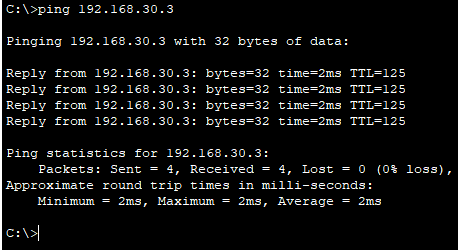 C:\>ping 192.168.30.3
Pinging 192.168.30.3 with 32 bytes of data:
Reply from 192.168.30.3: bytes=32 time=2ms TTL=125
Reply from 192.168.30.3: bytes=32 time=2ms TTL=125
Reply from 192.168.30.3: bytes=32 time=2ms TTL=125
Reply from 192.168.30.3: bytes=32 time=2ms TTL=125
Ping statistics for 192.168.30.3:
    Packets: Sent = 4, Received = 4, Lost = 0 (0% loss),
Approximate round trip times in milli-seconds:
    Minimum = 2ms, Maximum = 2ms, Average = 2ms
C:\>